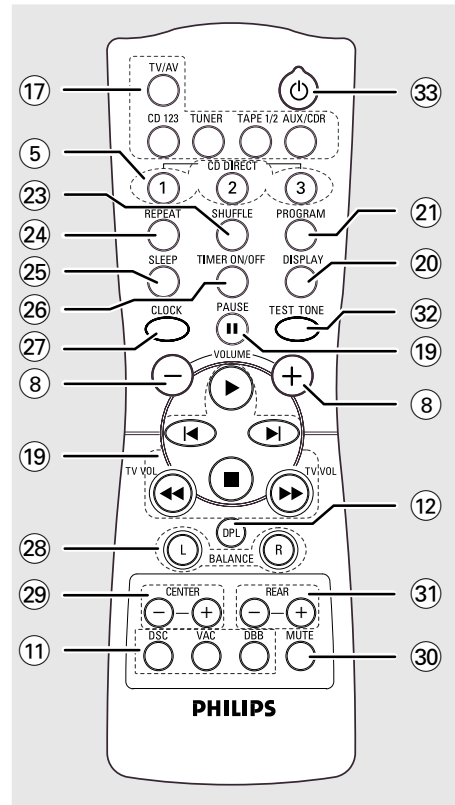 TV/AV
17
33
CD 123 TUNER TAPE 1/2 AUX/CDR
5
CD DIRECT
1 2 3
23
REPEAT SHUFFLE PROGRAM
24
21
SLEEP TIMER ON/OFF DISPLAY
25
20
26
CLOCK PAUSE TEST TONE
32
27
19
VOLUME
8
8
19
TV VOL TV VOL
12
DPL
28
L R
BALANCE
29
CENTER REAR
31
DSC VAC DBB MUTE
11
30
PHILIPS